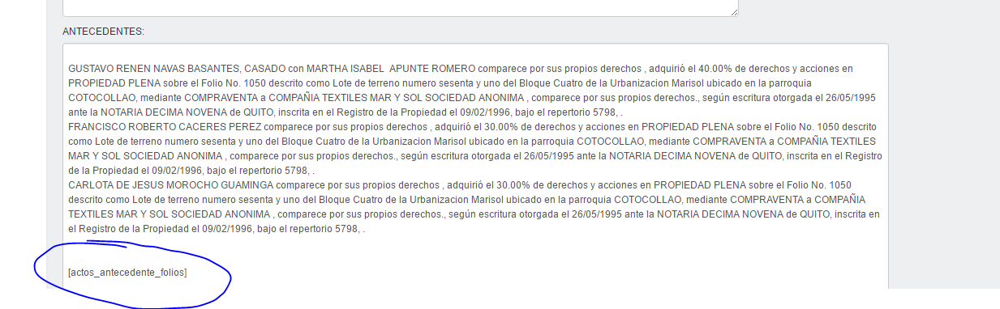 ANTECEDENTES:
GUSTAVO RENEN NAVAS BASANTES, CASADO con MARTHA ISABEL  APUNTE ROMERO comparece por sus propios derechos , adquirió el 40.00% de derechos y acciones en
PROPIEDAD PLENA sobre el Folio No. 1050 descrito como Lote de terreno numero sesenta y uno del Bloque Cuatro de la Urbanizacion Marisol ubicado en la parroquia
COTOCOLLAO, mediante COMPRAVENTA a COMPAÑIA TEXTILES MAR Y SOL SOCIEDAD ANONIMA , comparece por sus propios derechos., según escritura otorgada el 26/05/1995
ante la NOTARIA DECIMA NOVENA de QUITO, inscrita en el Registro de la Propiedad el 09/02/1996, bajo el repertorio 5798, .
FRANCISCO ROBERTO CACERES PEREZ comparece por sus propios derechos , adquirió el 30.00% de derechos y acciones en PROPIEDAD PLENA sobre el Folio No. 1050 descrito
como Lote de terreno numero sesenta y uno del Bloque Cuatro de la Urbanizacion Marisol ubicado en la parroquia COTOCOLLAO, mediante COMPRAVENTA a COMPAÑIA TEXTILES
MAR Y SOL SOCIEDAD ANONIMA , comparece por sus propios derechos., según escritura otorgada el 26/05/1995 ante la NOTARIA DECIMA NOVENA de QUITO, inscrita en el Registro
de la Propiedad el 09/02/1996, bajo el repertorio 5798, .
CARLOTA DE JESUS MOROCHO GUAMINGA comparece por sus propios derechos , adquirió el 30.00% de derechos y acciones en PROPIEDAD PLENA sobre el Folio No. 1050
descrito como Lote de terreno numero sesenta y uno del Bloque Cuatro de la Urbanizacion Marisol ubicado en la parroquia COTOCOLLAO, mediante COMPRAVENTA a COMPAÑIA
TEXTILES MAR Y SOL SOCIEDAD ANONIMA , comparece por sus propios derechos., según escritura otorgada el 26/05/1995 ante la NOTARIA DECIMA NOVENA de QUITO, inscrita en
el Registro de la Propiedad el 09/02/1996, bajo el repertorio 5798, .
[actos_antecedente_folios]